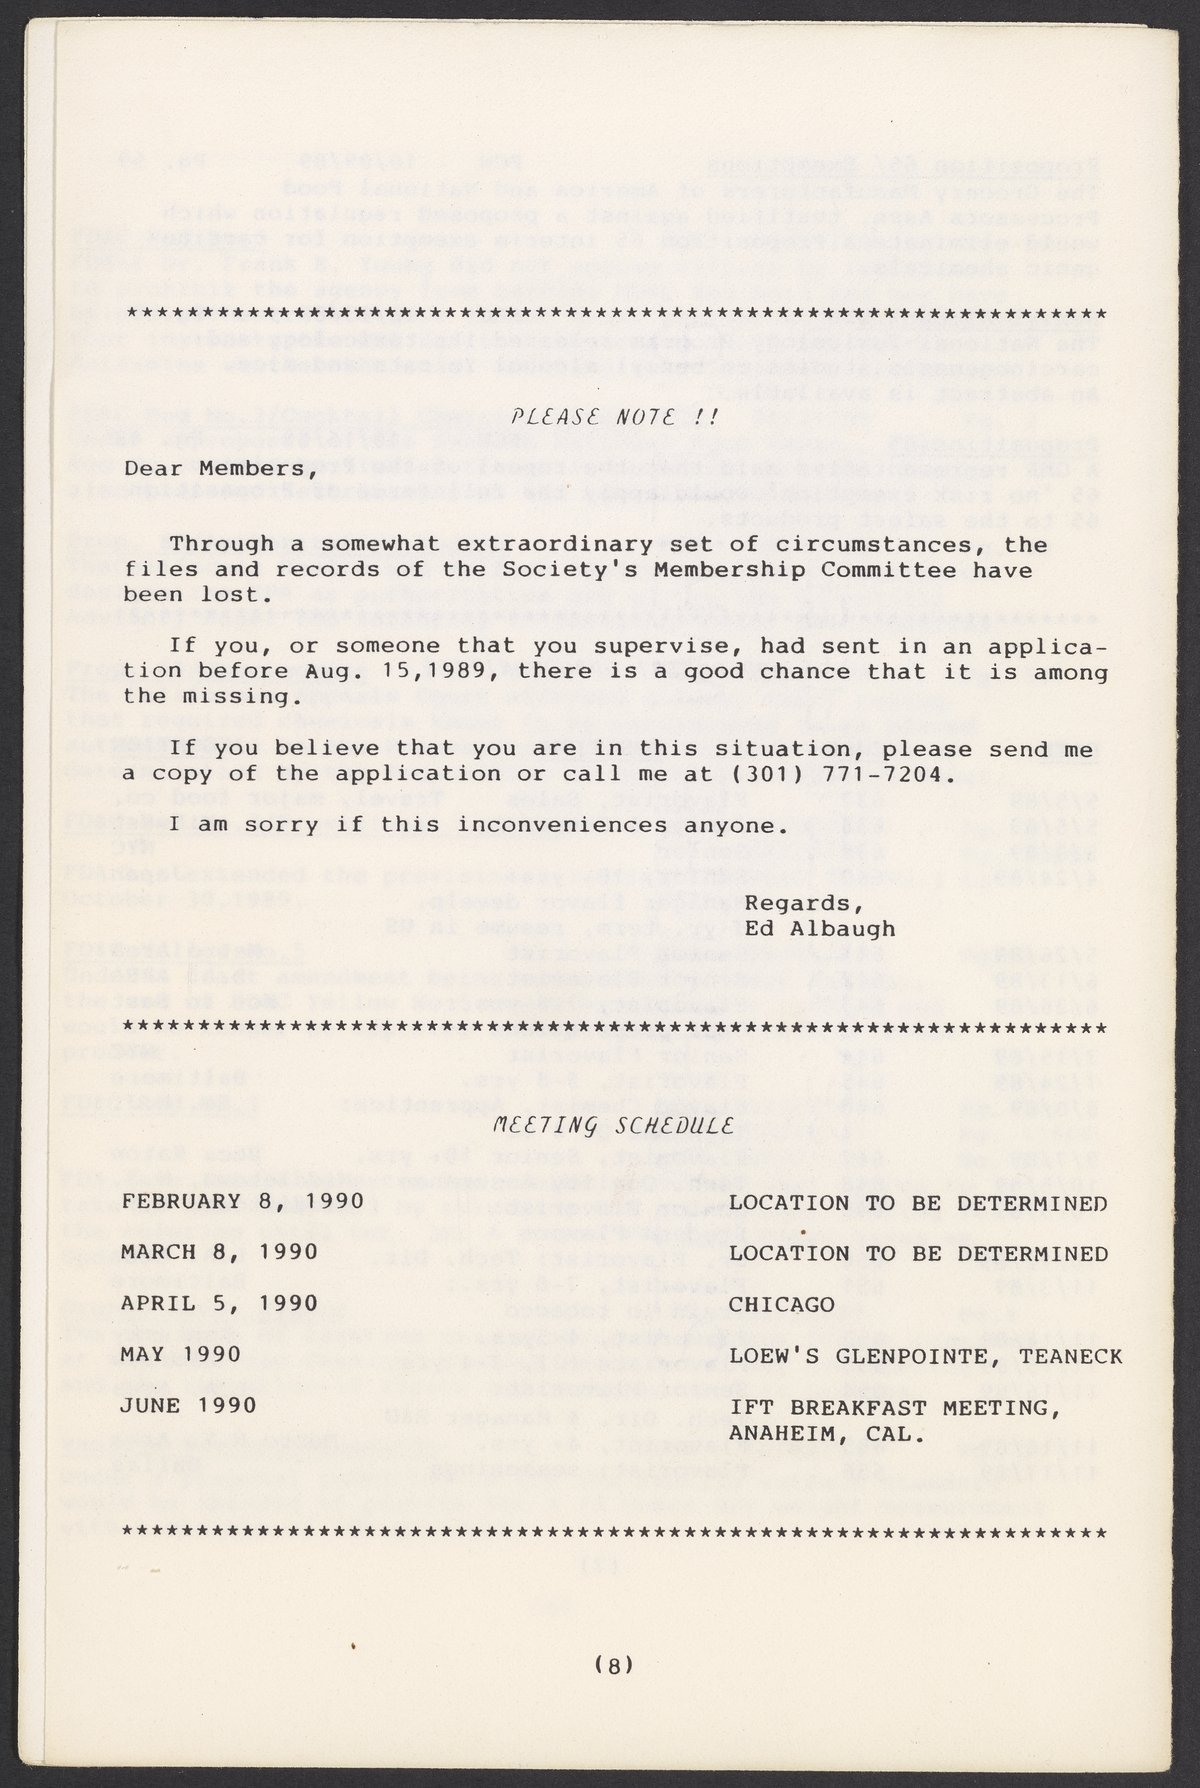 ************************************************************
PLEASE NOTE !!
Dear Members,
Through a somewhat extraordinary set of circumstances, the
files and records of the Society's Membership Committee have
been lost.
If you, or someone that you supervise, had sent in an applica-
tion before Aug. 15,1989, there is a good chance that it is among
the missing.
If you believe that you are in this situation, please send me
a copy of the application or call me at (301) 771-7204.
I am sorry if this inconveniences anyone.
Regards,
Ed Albaugh
************************************************************
MEETING SCHEDULE
FEBRUARY 8, 1990 LOCATION TO BE DETERMINED
MARCH 8, 1990 LOCATION TO BE DETERMINED
APRIL 5, 1990 CHICAGO
MAY 1990 LOEW'S GLENPOINTE, TEANECK
JUNE 1990 IFT BREAKFAST MEETING,
ANAHEIM, CAL.
************************************************************
(8)